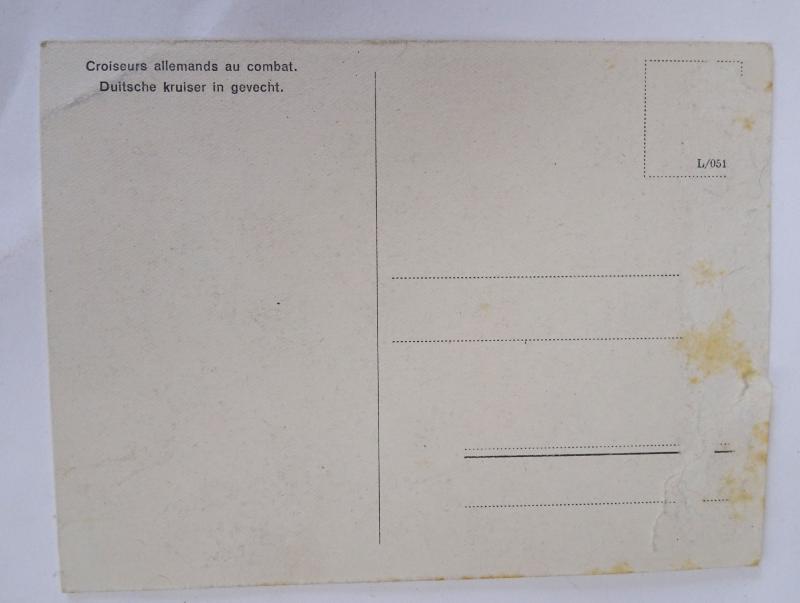 Croiseurs allemands au combat.
Duitsche kruiser in gevecht.
L/051